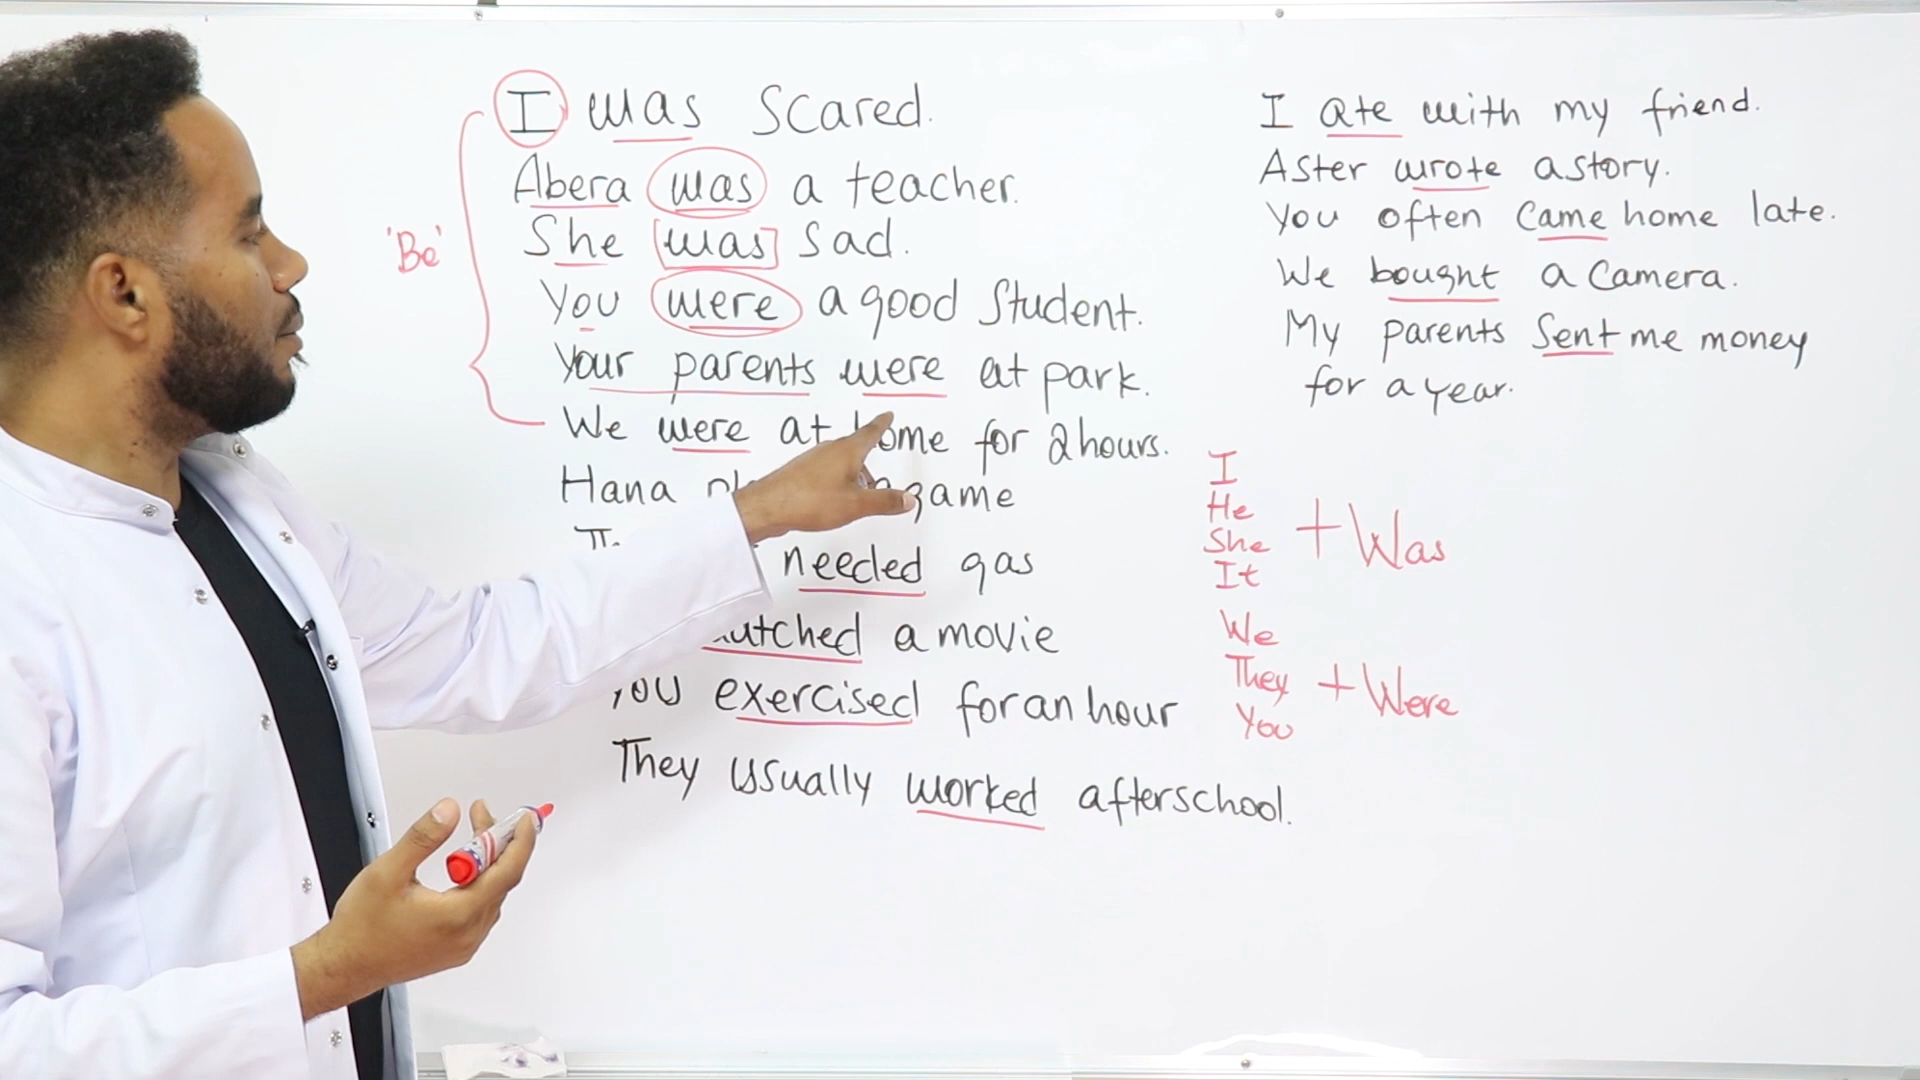 I was scared.
Abera was a teacher.
She was sad.
'Be'
You were a good student.
Your parents were at park.
We were at home for 2 hours.
Hana game
needed gas
a movie
You exercised for an hour
They usually worked afterschool.
I ate with my friend.
Aster wrote a story.
You often came home late.
We bought a camera.
My parents sent me money
for a year.
I
He
She
It
+ Was
We
They
You
+ Were